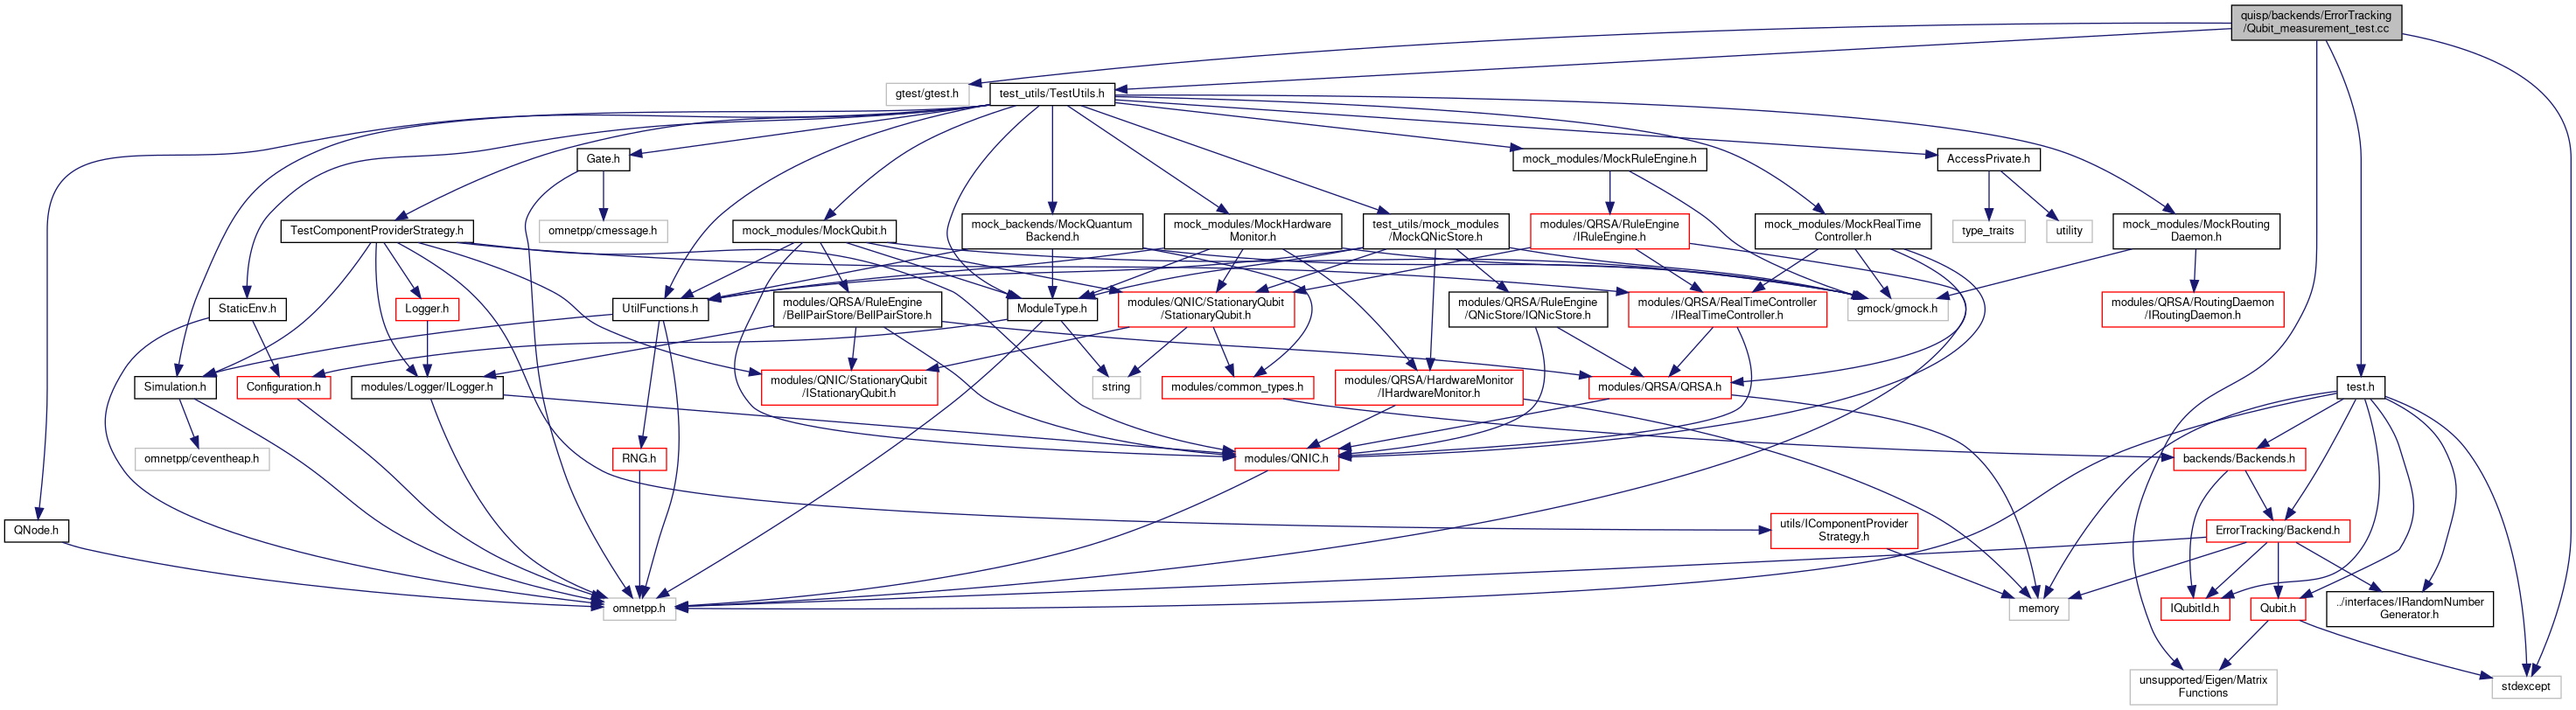 quisp/backends/ErrorTracking
/Qubit_measurement_test.cc
gtest/gtest.h
test_utils/TestUtils.h
Gate.h
mock_modules/MockRuleEngine.h
AccessPrivate.h
TestComponentProviderStrategy.h
omnetpp/cmessage.h
mock_modules/MockQubit.h
mock_backends/MockQuantum
Backend.h
mock_modules/MockHardware
Monitor.h
test_utils/mock_modules
/MockQNicStore.h
modules/QRSA/RuleEngine
/IRuleEngine.h
mock_modules/MockRealTime
Controller.h
type_traits
utility
mock_modules/MockRouting
Daemon.h
StaticEnv.h
Logger.h
UtilFunctions.h
modules/QRSA/RuleEngine
/BellPairStore/BellPairStore.h
ModuleType.h
modules/QNIC/StationaryQubit
/StationaryQubit.h
modules/QRSA/RuleEngine
/QNicStore/IQNicStore.h
modules/QRSA/RealTimeController
/IRealTimeController.h
gmock/gmock.h
modules/QRSA/RoutingDaemon
/IRoutingDaemon.h
Simulation.h
Configuration.h
modules/Logger/ILogger.h
modules/QNIC/StationaryQubit
/IStationaryQubit.h
string
modules/common_types.h
modules/QRSA/HardwareMonitor
/IHardwareMonitor.h
modules/QRSA/QRSA.h
test.h
omnetpp/ceventheap.h
RNG.h
modules/QNIC.h
backends/Backends.h
QNode.h
utils/IComponentProvider
Strategy.h
ErrorTracking/Backend.h
omnetpp.h
memory
IQubitId.h
Qubit.h
../interfaces/IRandomNumber
Generator.h
unsupported/Eigen/Matrix
Functions
stdexcept